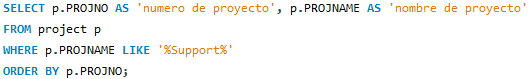 SELECT p.PROJNO AS 'numero de proyecto', p.PROJNAME AS 'nombre de proyecto'
FROM project p
WHERE p.PROJNAME LIKE '%Support%'
ORDER BY p.PROJNO;